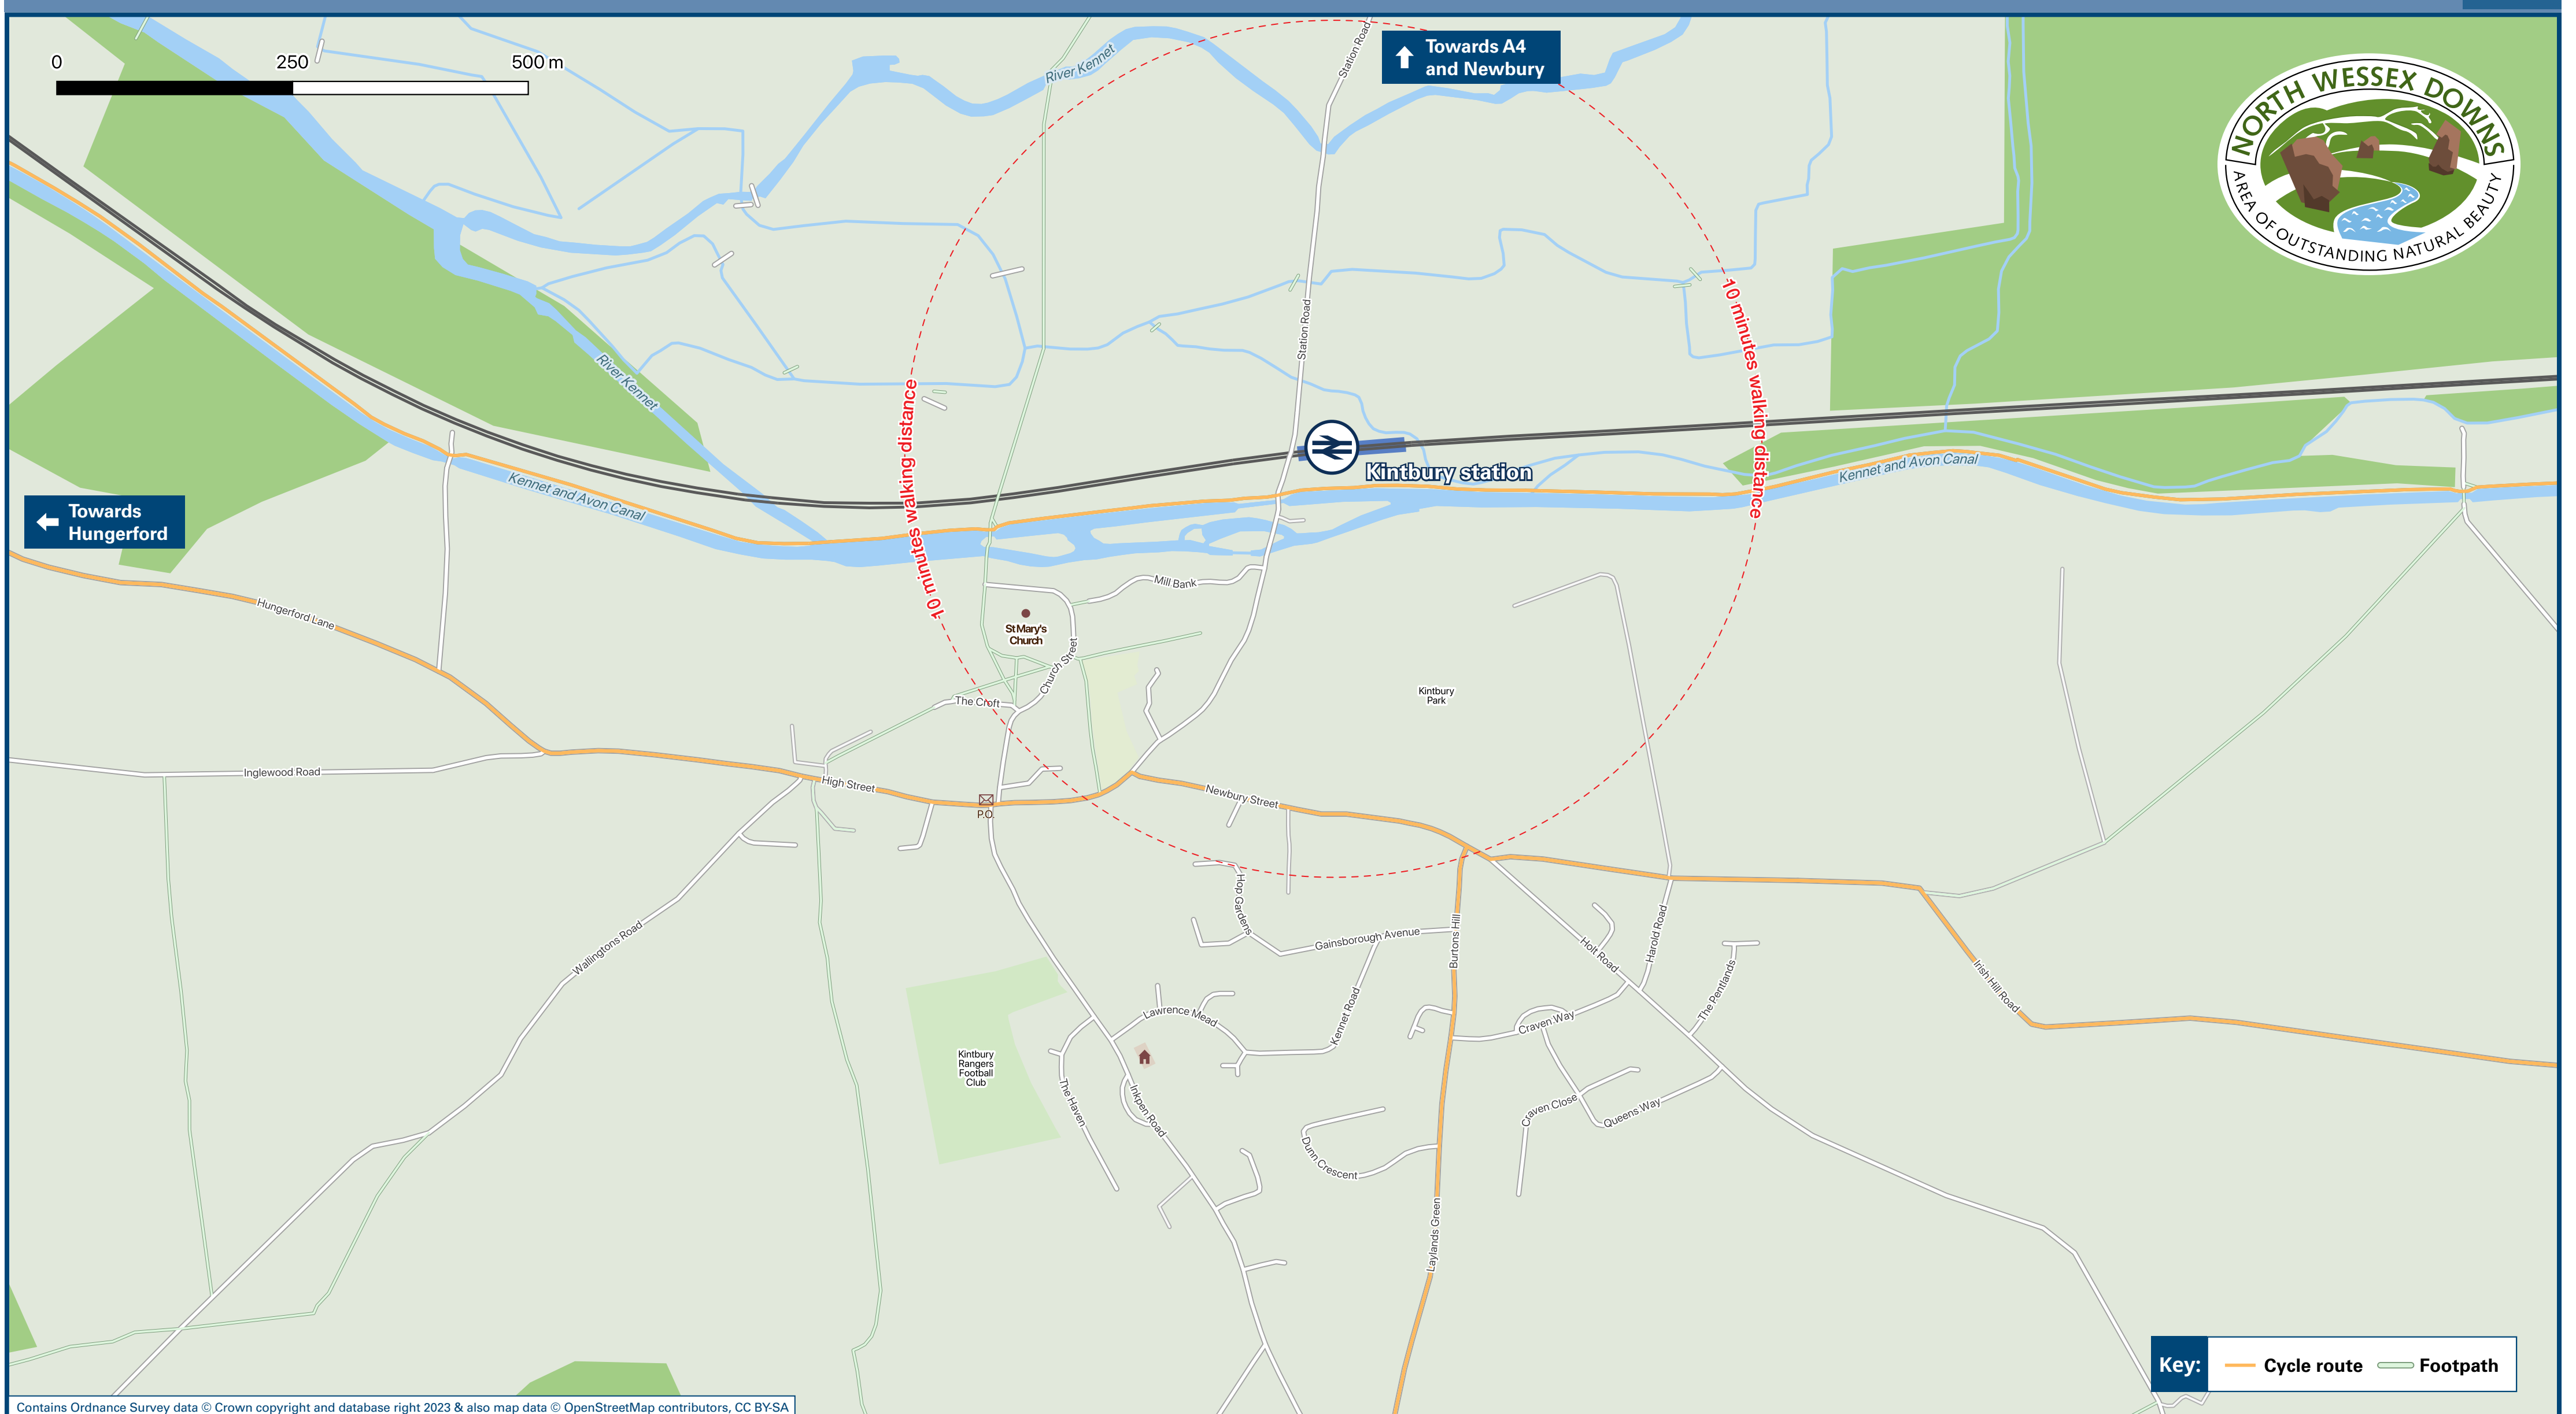 0 250 500 m
River Kennet
Station Road
Towards A4
and Newbury
NORTH WESSEX DOWNS
AREA OF OUTSTANDING NATURAL BEAUTY
10 minutes walking distance
10 minutes walking distance
Station Road
River Kennet
Kintbury station
Kennet and Avon Canal
Kennet and Avon Canal
Towards
Hungerford
Mill Bank
Hungerford Lane
St Mary's
Church
Church Street
The Croft
Kintbury
Park
Inglewood Road
High Street
Newbury Street
P.O.
Hop Gardens
Gainsborough Avenue
Burtons Hill
Holt Road
Harold Road
Wallingtons Road
The Pentlands
Irish Hill Road
Lawrence Mead
Kennet Road
Craven Way
Kintbury
Rangers
Football
Club
The Haven
Inkpen Road
Craven Close
Queens Way
Dunn Crescent
Laylands Green
Key: Cycle route Footpath
Contains Ordnance Survey data © Crown copyright and database right 2023 & also map data © OpenStreetMap contributors, CC BY-SA